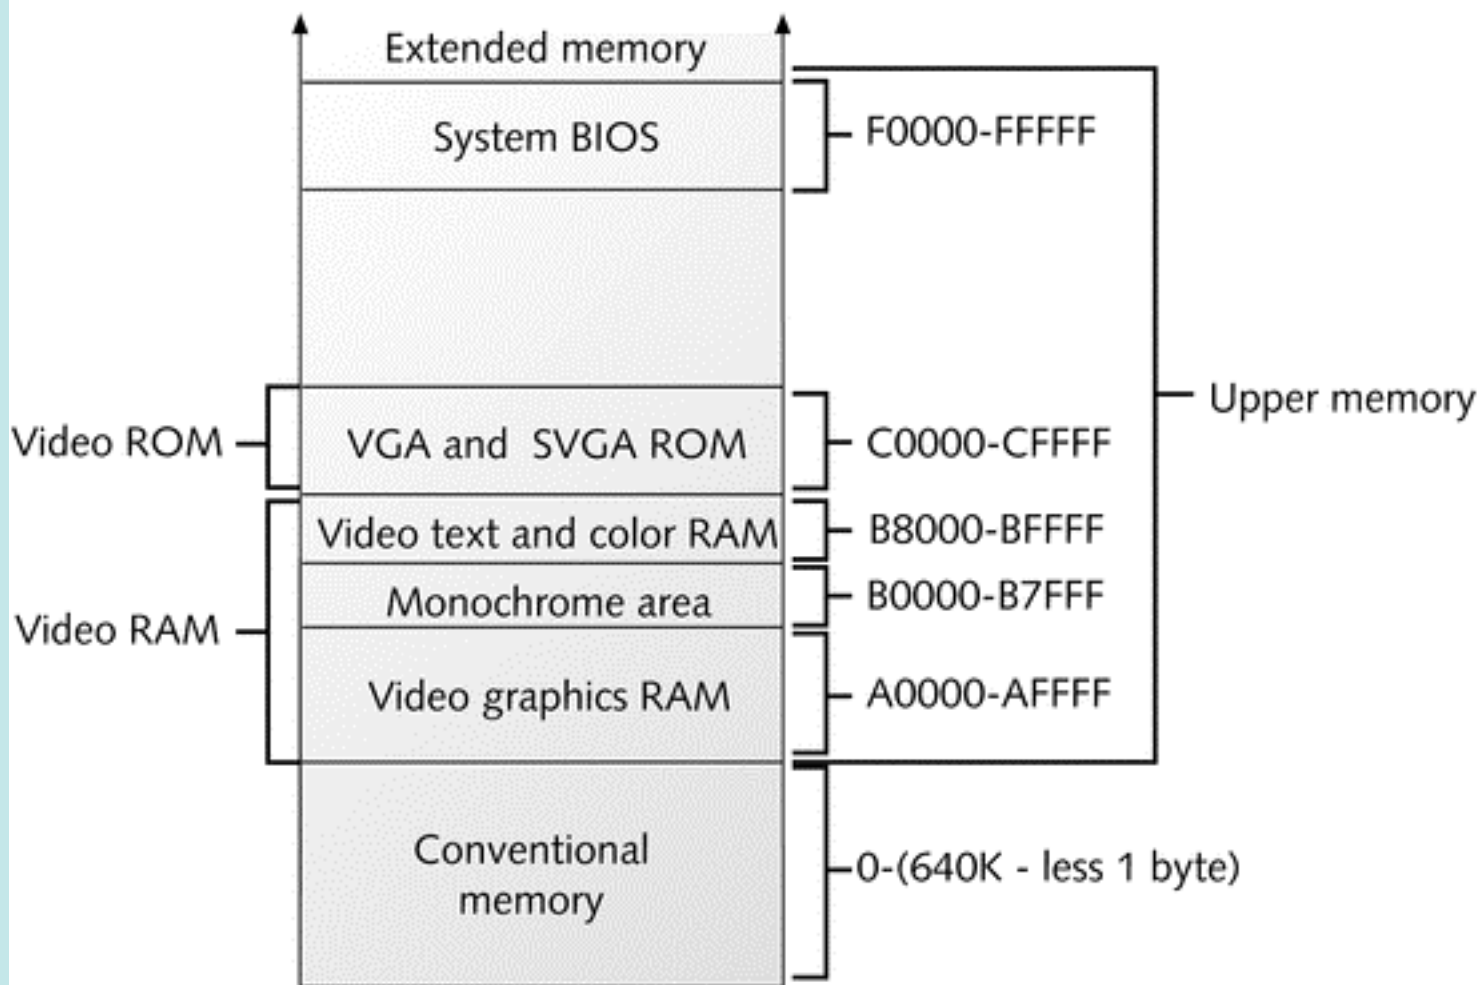 Extended memory
System BIOS
F0000-FFFFF
Upper memory
Video ROM
VGA and SVGA ROM
C0000-CFFFF
Video text and color RAM
B8000-BFFFF
Monochrome area
B0000-B7FFF
Video RAM
Video graphics RAM
A0000-AFFFF
Conventional
memory
0-(640K - less 1 byte)